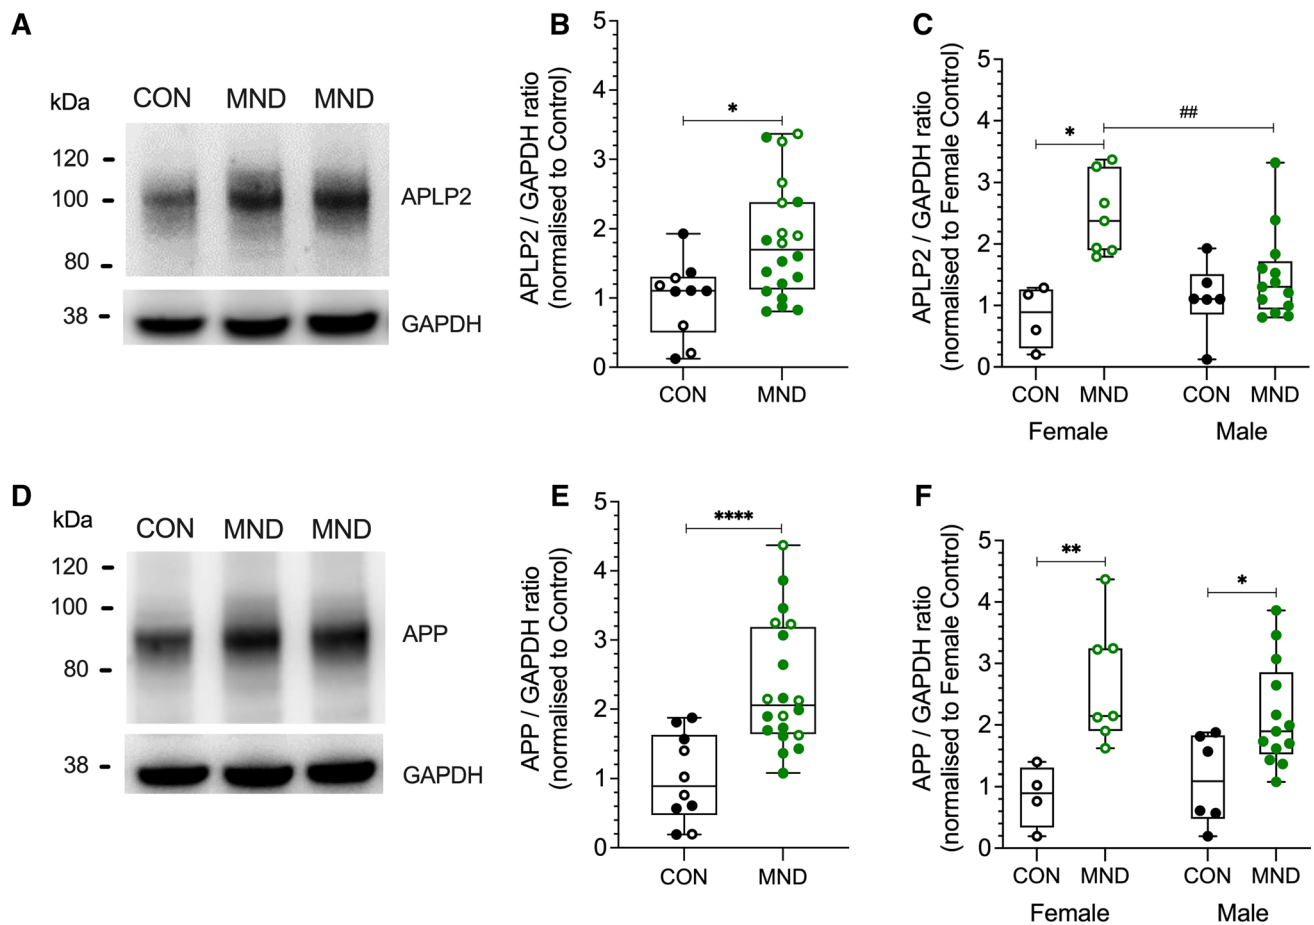 A
kDa
CON MND MND
120
100
80
38
APLP2
GAPDH
B
APLP2 / GAPDH ratio
(normalised to Control)
5
4
3
2
1
0
*
CON MND
C
APLP2 / GAPDH ratio
(normalised to Female Control)
5
4
3
2
1
0
*
##
CON MND CON MND
Female Male
D
kDa
CON MND MND
120
100
80
38
APP
GAPDH
E
APP / GAPDH ratio
(normalised to Control)
5
4
3
2
1
0
****
CON MND
F
APP / GAPDH ratio
(normalised to Female Control)
5
4
3
2
1
0
**
*
CON MND CON MND
Female Male